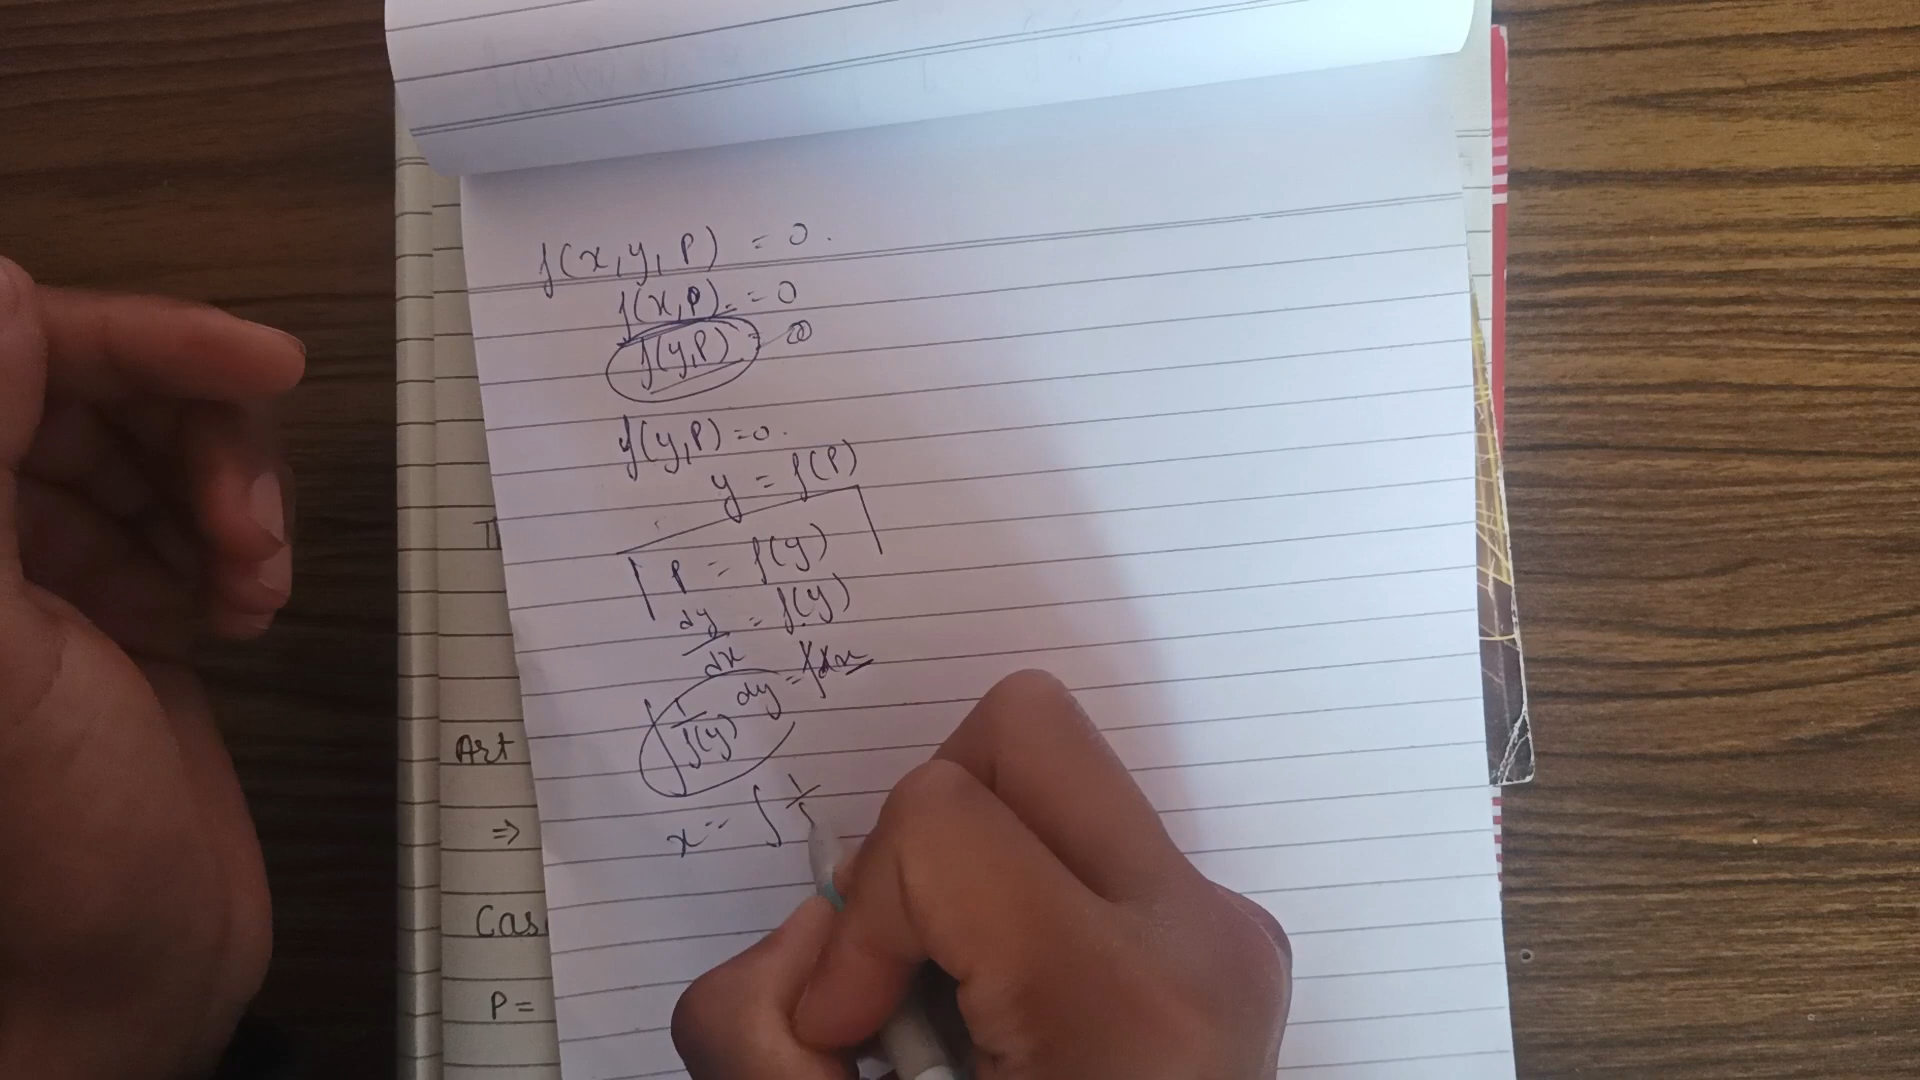 f(x,y,P) = 0.
f(x,P) = 0
f(y,P) = 0
f(y,P)=0.
y = f(P)
P = f(y)
dy/dx = f(y)
∫ 1/f(y) dy = ∫dx
x = ∫ 1/
Art
⇒
Cas
P=